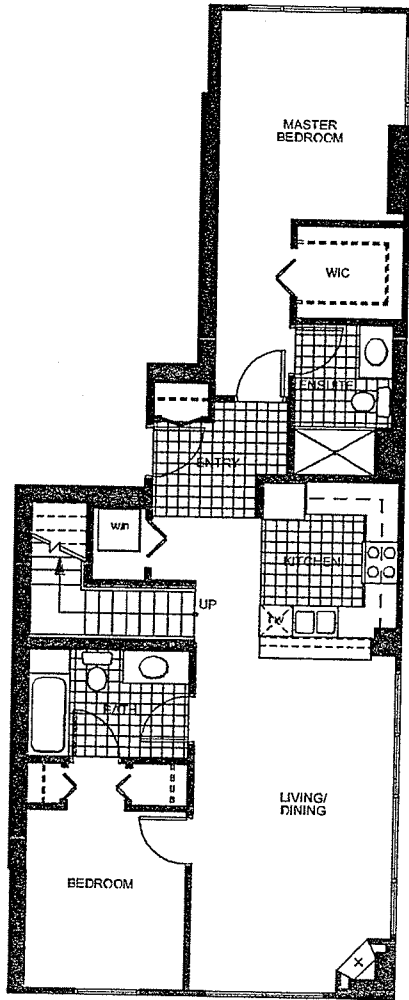 MASTER
BEDROOM
WIC
ENSUITE
ENTRY
KITCHEN
UP
BATH
LIVING/
DINING
BEDROOM